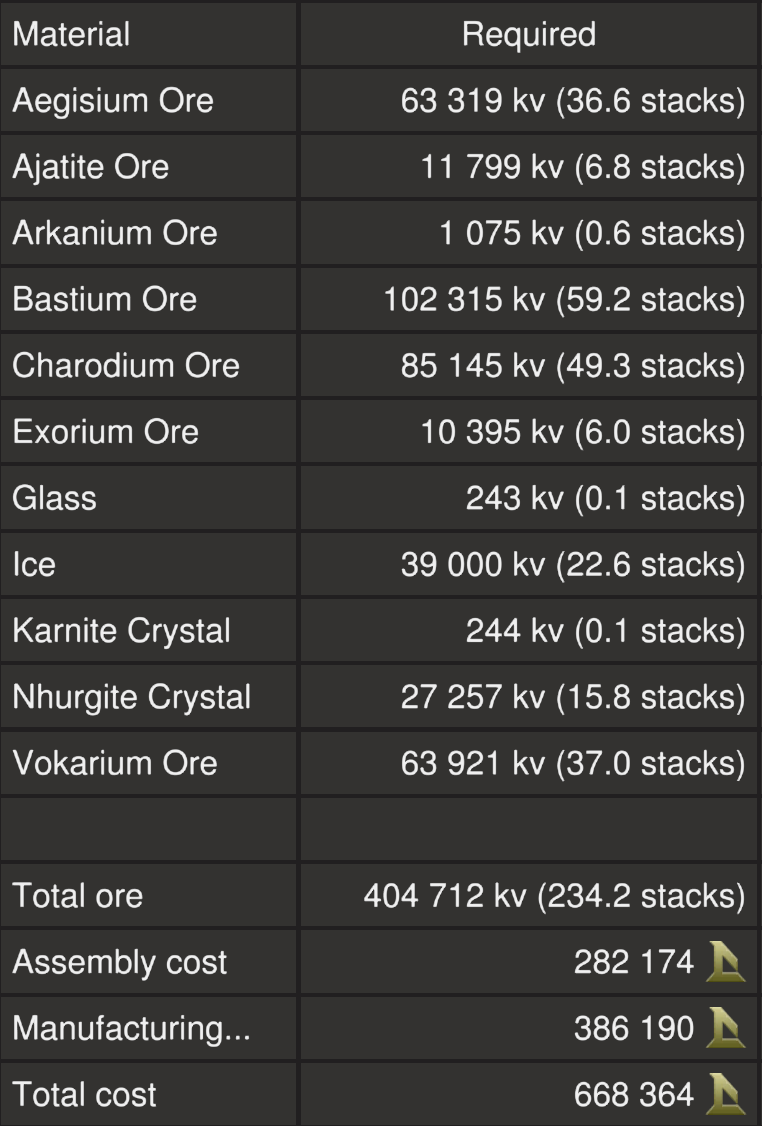 Material Required
Aegisium Ore 63 319 kv (36.6 stacks)
Ajatite Ore 11 799 kv (6.8 stacks)
Arkanium Ore 1 075 kv (0.6 stacks)
Bastium Ore 102 315 kv (59.2 stacks)
Charodium Ore 85 145 kv (49.3 stacks)
Exorium Ore 10 395 kv (6.0 stacks)
Glass 243 kv (0.1 stacks)
Ice 39 000 kv (22.6 stacks)
Karnite Crystal 244 kv (0.1 stacks)
Nhurgite Crystal 27 257 kv (15.8 stacks)
Vokarium Ore 63 921 kv (37.0 stacks)
Total ore 404 712 kv (234.2 stacks)
Assembly cost 282 174
Manufacturing... 386 190
Total cost 668 364